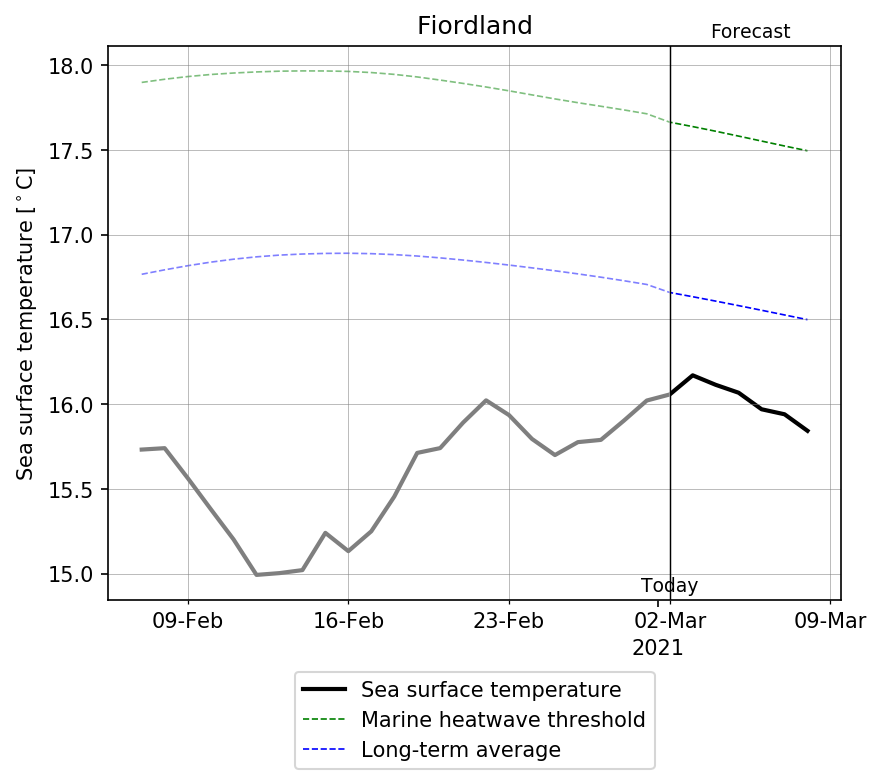 Fiordland
Forecast
Sea surface temperature [°C]
18.0
17.5
17.0
16.5
16.0
15.5
15.0
Today
09-Feb
16-Feb
23-Feb
02-Mar
09-Mar
2021
Sea surface temperature
Marine heatwave threshold
Long-term average